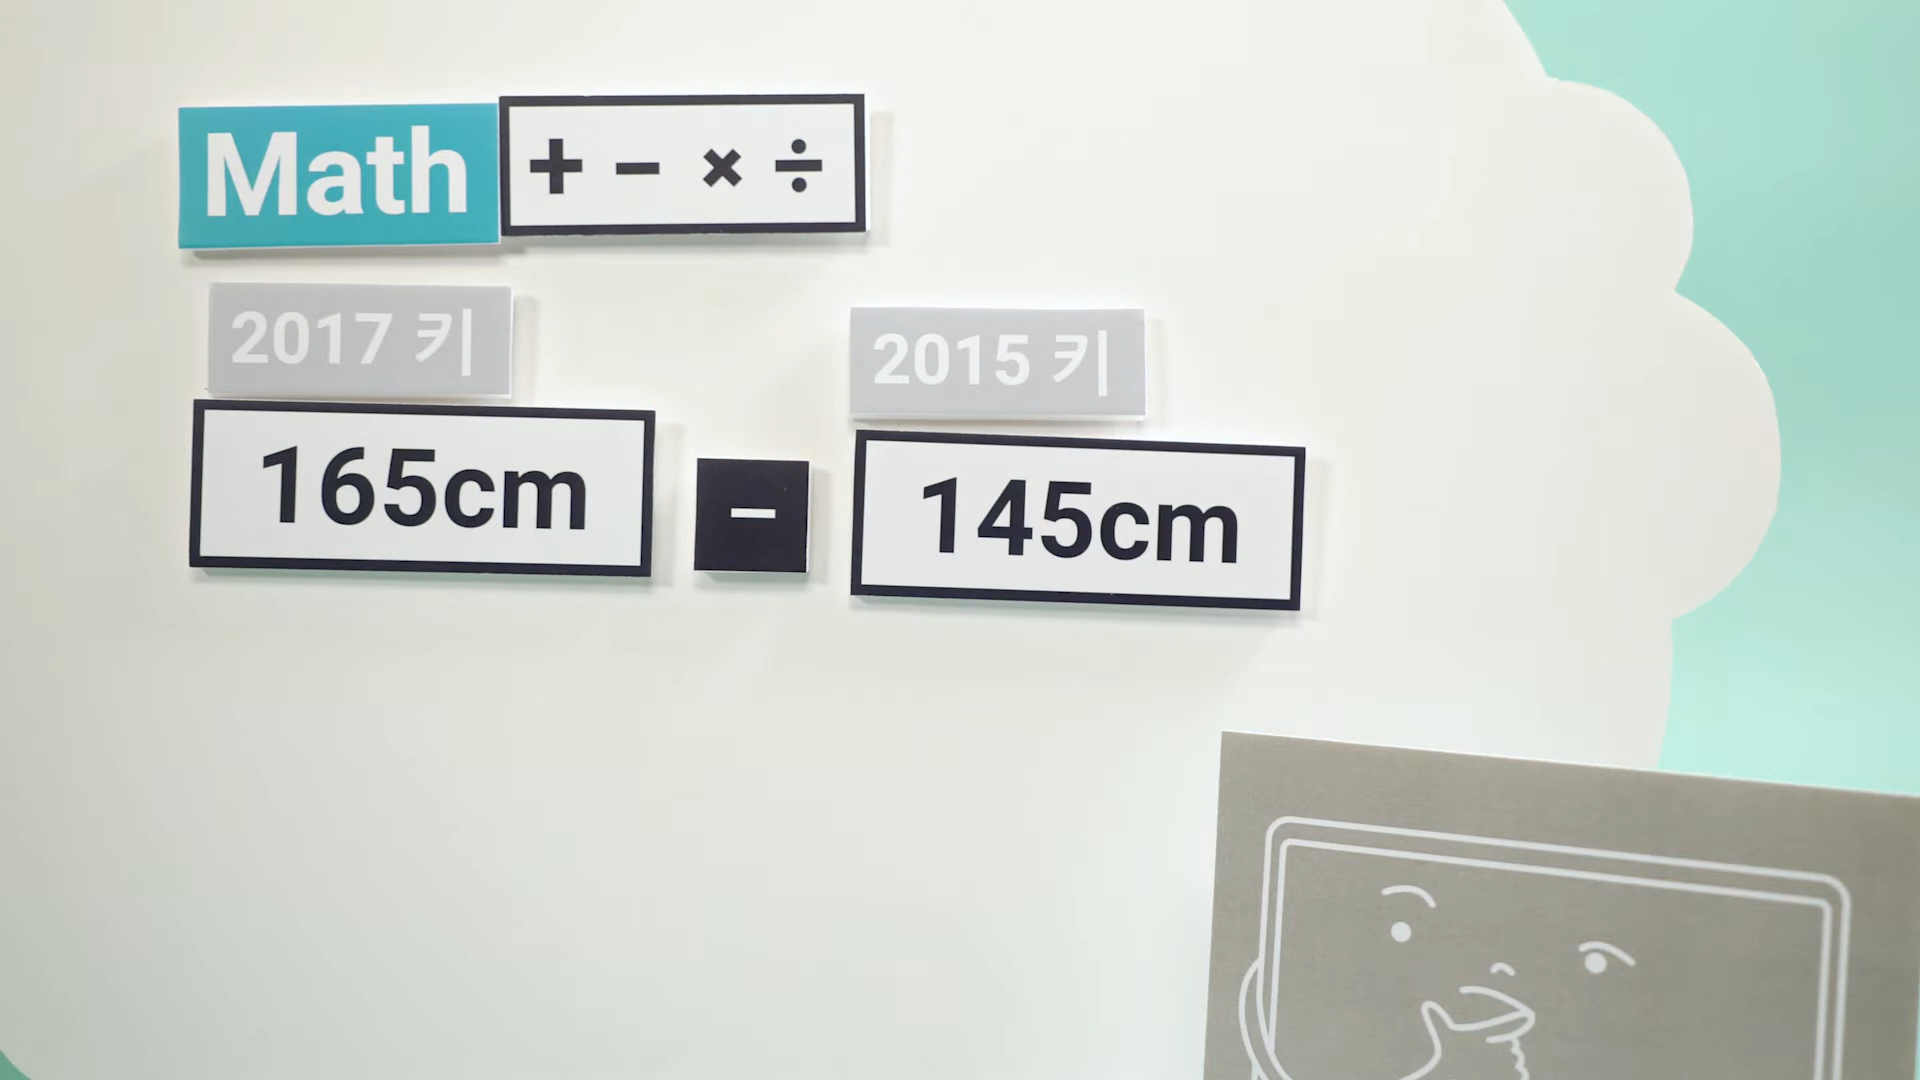 Math + - × ÷
2017 키
2015 키
165cm - 145cm